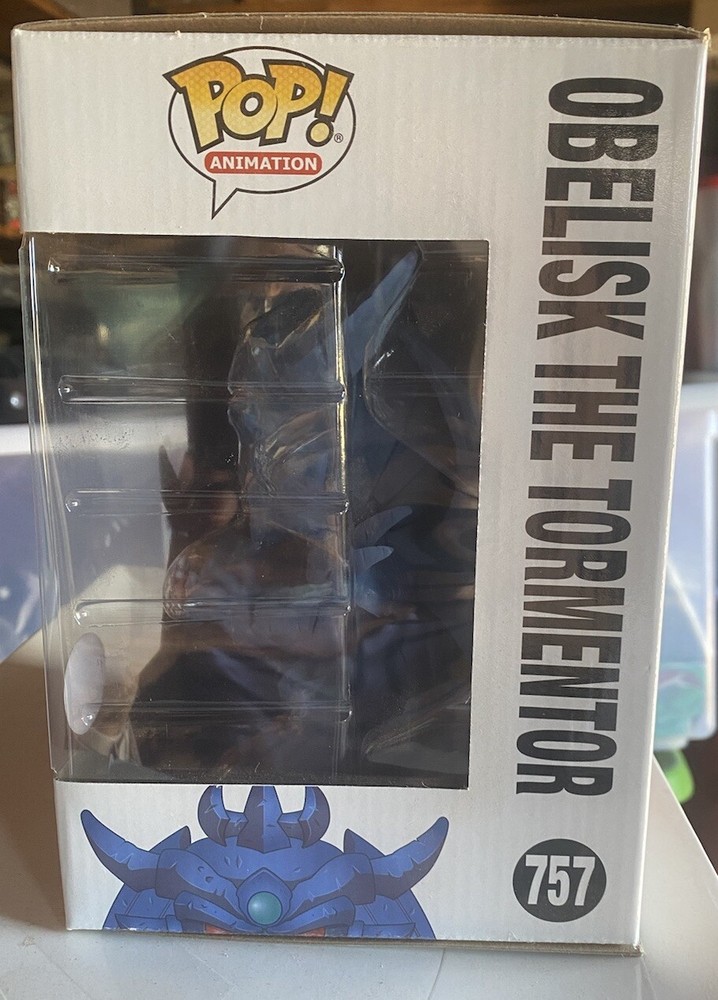 POP!®
ANIMATION
OBELISK THE TORMENTOR
757